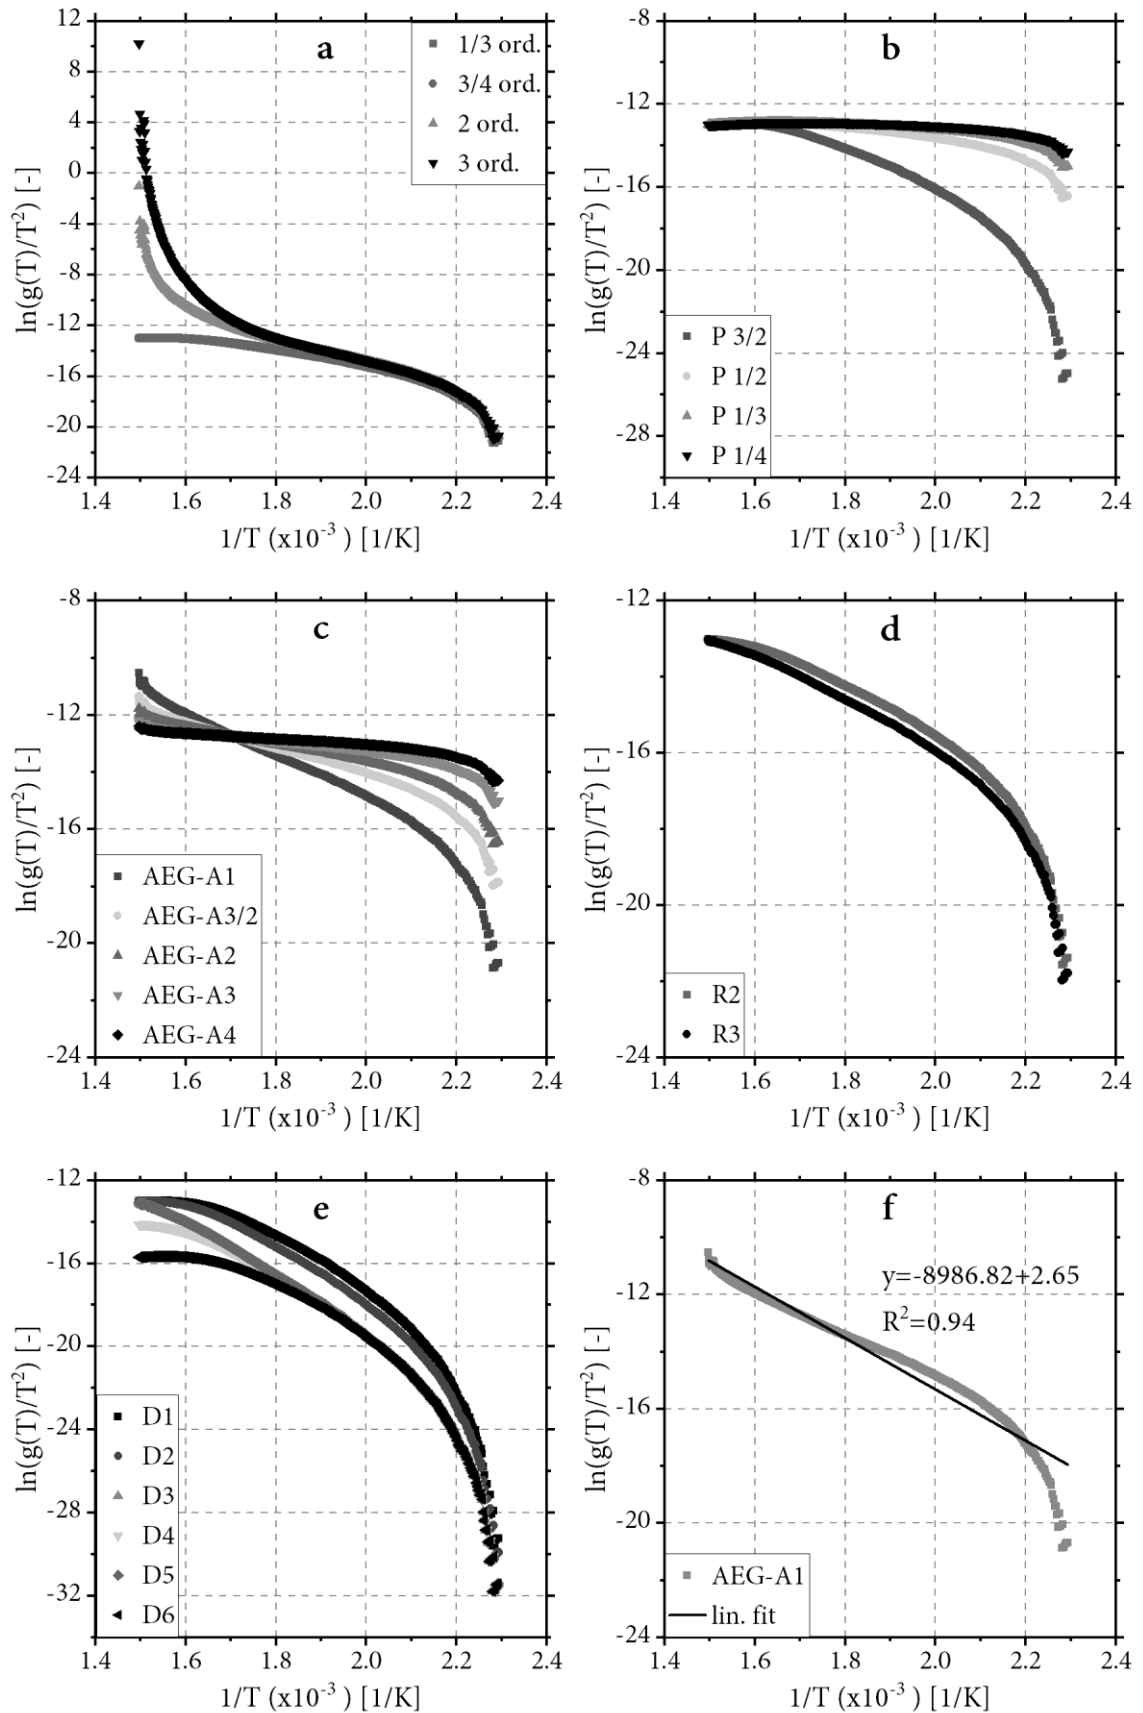 a
12
8
4
0
-4
-8
-12
-16
-20
-24
1.4 1.6 1.8 2.0 2.2 2.4
ln(g(T)/T²) [-]
1/T (x10⁻³ ) [1/K]
1/3 ord.
3/4 ord.
2 ord.
3 ord.
b
-8
-12
-16
-20
-24
-28
1.4 1.6 1.8 2.0 2.2 2.4
ln(g(T)/T²) [-]
1/T (x10⁻³ ) [1/K]
P 3/2
P 1/2
P 1/3
P 1/4
c
-8
-12
-16
-20
-24
1.4 1.6 1.8 2.0 2.2 2.4
ln(g(T)/T²) [-]
1/T (x10⁻³ ) [1/K]
AEG-A1
AEG-A3/2
AEG-A2
AEG-A3
AEG-A4
d
-12
-16
-20
-24
1.4 1.6 1.8 2.0 2.2 2.4
ln(g(T)/T²) [-]
1/T (x10⁻³ ) [1/K]
R2
R3
e
-12
-16
-20
-24
-28
-32
1.4 1.6 1.8 2.0 2.2 2.4
ln(g(T)/T²) [-]
1/T (x10⁻³ ) [1/K]
D1
D2
D3
D4
D5
D6
f
-8
-12
-16
-20
-24
1.4 1.6 1.8 2.0 2.2 2.4
ln(g(T)/T²) [-]
1/T (x10⁻³ ) [1/K]
y=-8986.82+2.65
R²=0.94
AEG-A1
lin. fit